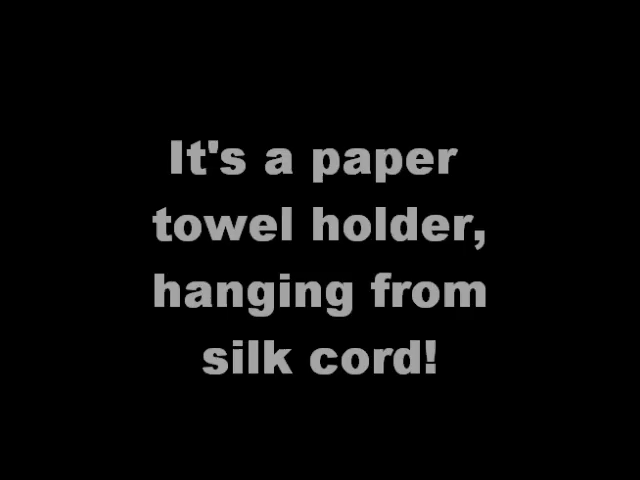 It's a paper
towel holder,
hanging from
silk cord!